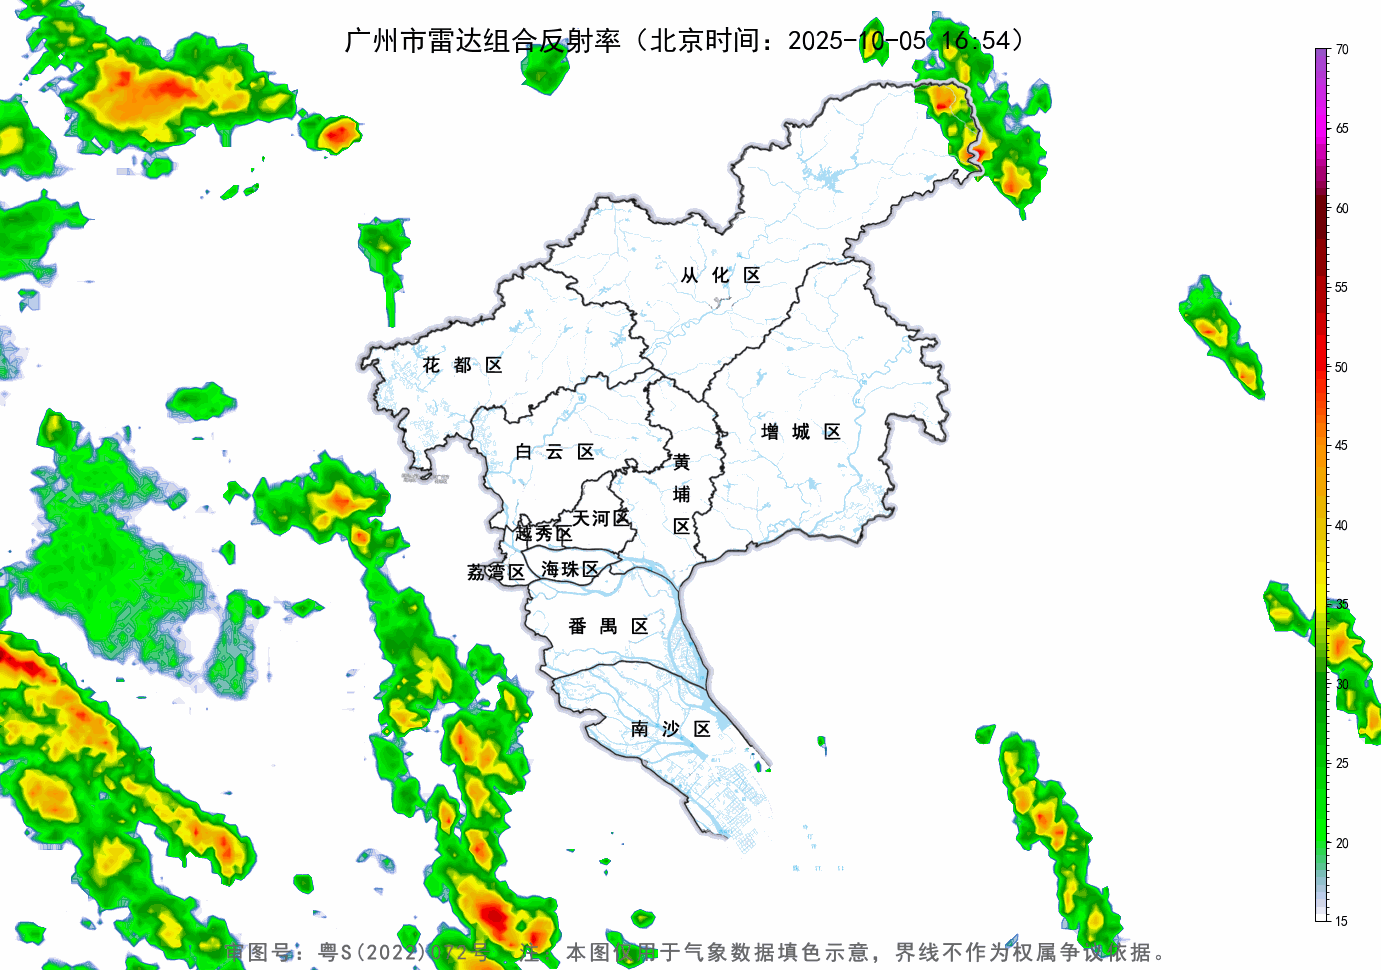 广州市雷达组合反射率（北京时间：2025-10-05 16:54）
70
65
60
55
50
45
40
35
30
25
20
15
从化区
花都区
增城区
白云区
黄埔区
天河区
越秀区
荔湾区
海珠区
番禺区
南沙区
审图号：粤S(2022)072号 注：本图仅用于气象数据填色示意，界线不作为权属争议依据。